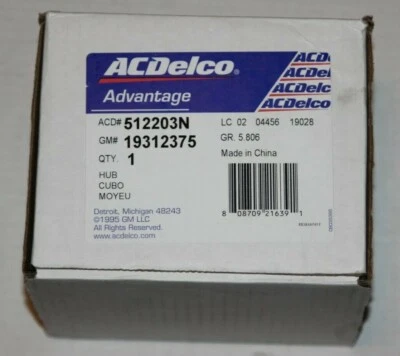 ACDelco
Advantage
ACDelco
ACDelco
ACDelco
ACD# 512203N
LC 02 04456 19028
GM# 19312375
GR. 5.806
QTY. 1
Made in China
HUB
CUBO
MOYEU
Detroit, Michigan 48243
©1995 GM LLC
All Rights Reserved.
www.acdelco.com
8 08709 21639 1